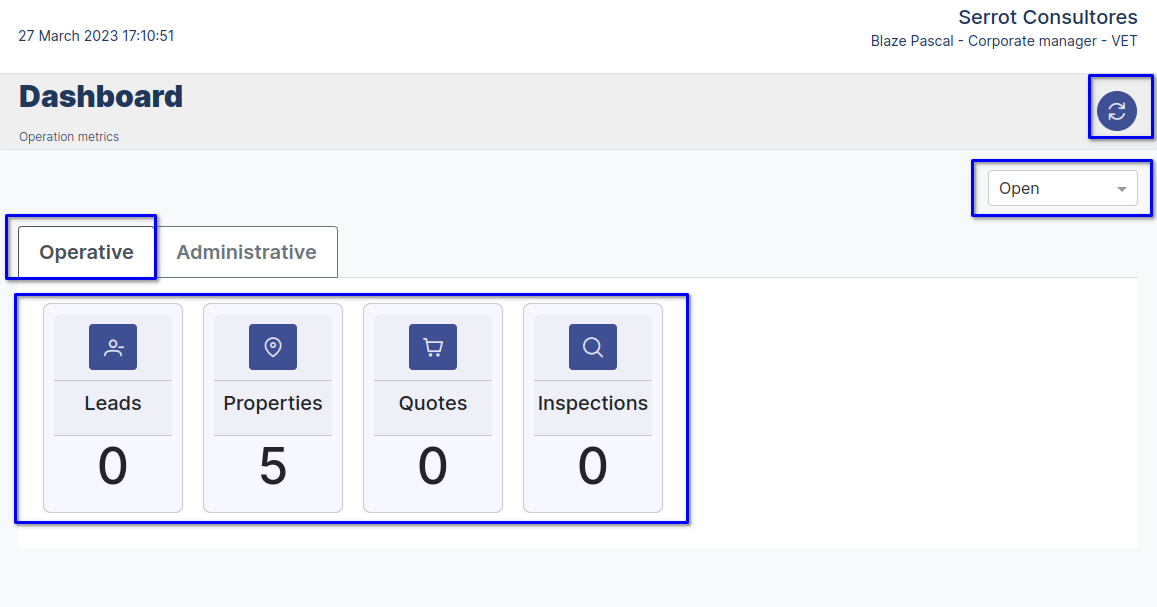 Serrot Consultores
27 March 2023 17:10:51
Blaze Pascal - Corporate manager - VET
Dashboard
Operation metrics
Open
Operative
Administrative
Leads
Properties
Quotes
Inspections
0
5
0
0